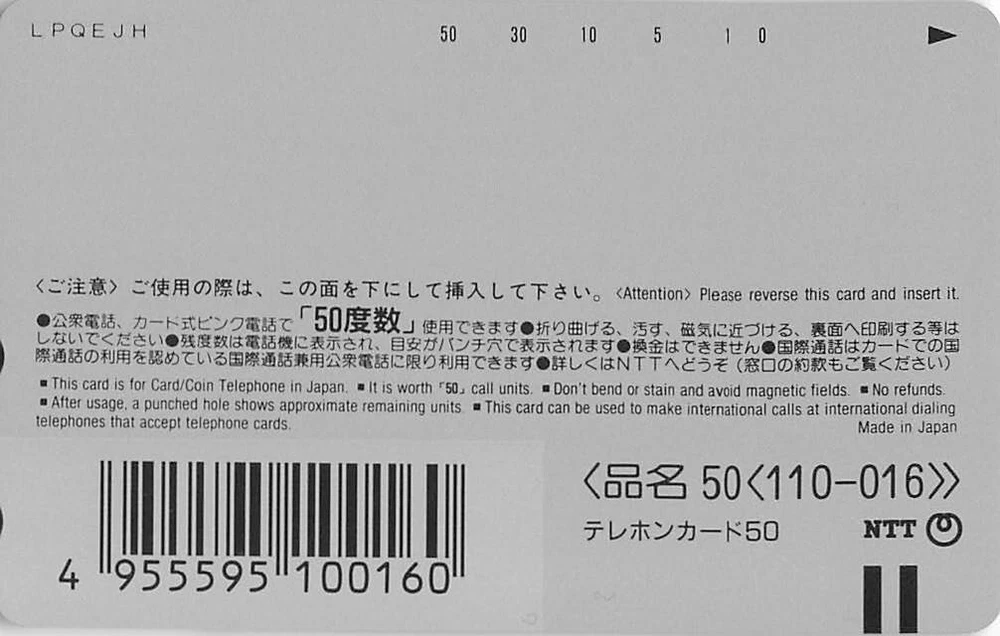 LPQEJH 50 30 10 5 1 0
〈ご注意〉ご使用の際は、この面を下にして挿入して下さい。〈Attention〉 Please reverse this card and insert it.
●公衆電話、カード式ピンク電話で「50度数」使用できます●折り曲げる、汚す、磁気に近づける、裏面へ印刷する等は
しないでください●残度数は電話機に表示され、目安がパンチ穴で表示されます●換金はできません●国際通話はカードでの国
際通話の利用を認めている国際通話兼用公衆電話に限り利用できます●詳しくはNTTへどうぞ(窓口の約款もご覧ください)
■This card is for Card/Coin Telephone in Japan. ■It is worth「50」call units. ■Don't bend or stain and avoid magnetic fields. ■No refunds.
■After usage, a punched hole shows approximate remaining units. ■This card can be used to make international calls at international dialing
telephones that accept telephone cards.
Made in Japan
〈品名 50〈110-016〉〉
テレホンカード50
NTT
4 955595 100160